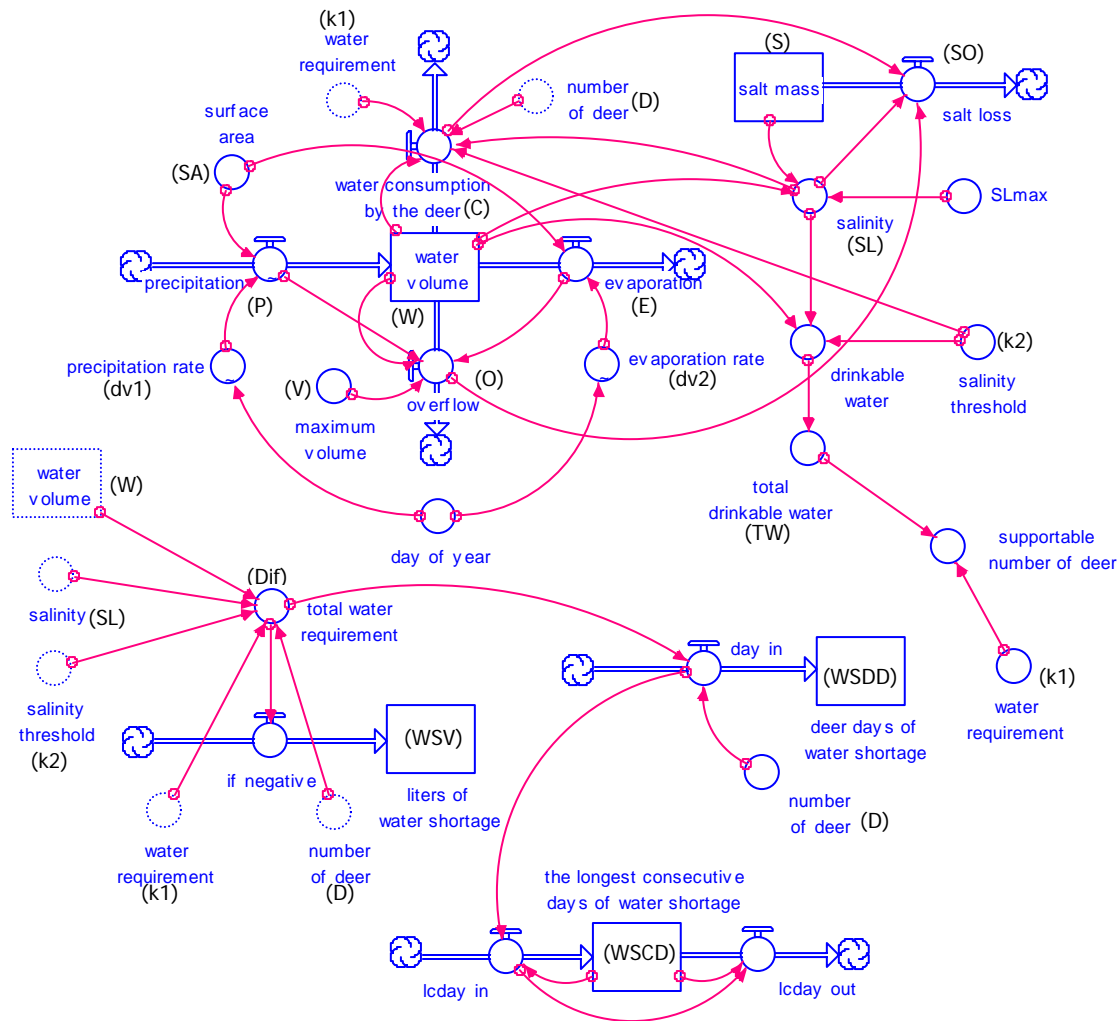 (k1)
water
requirement
number
of deer (D)
(S)
salt mass
(SO)
salt loss
surface
area
(SA)
water consumption
by the deer (C)
SLmax
salinity
(SL)
precipitation
(P)
water
volume
(W)
evaporation
(E)
precipitation rate
(dv1)
(V)
maximum
volume
(O)
overflow
evaporation rate
(dv2)
drinkable
water
(k2)
salinity
threshold
water
volume
(W)
day of year
total
drinkable water
(TW)
supportable
number of deer
salinity (SL)
(Dif)
total water
requirement
salinity
threshold
(k2)
day in
(WSDD)
deer days of
water shortage
(k1)
water
requirement
if negative
(WSV)
liters of
water shortage
number
of deer (D)
water
requirement
(k1)
number
of deer
(D)
the longest consecutive
days of water shortage
lcday in
(WSCD)
lcday out